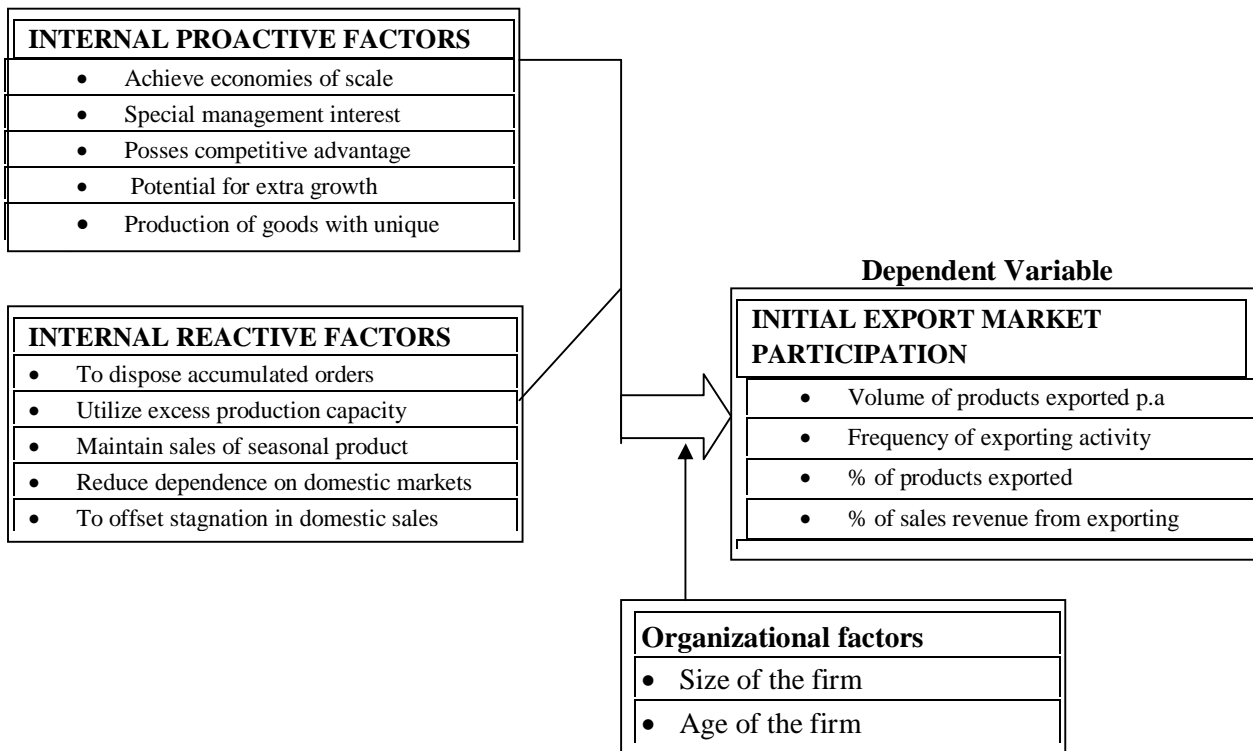 INTERNAL PROACTIVE FACTORS
• Achieve economies of scale
• Special management interest
• Posses competitive advantage
• Potential for extra growth
• Production of goods with unique
INTERNAL REACTIVE FACTORS
• To dispose accumulated orders
• Utilize excess production capacity
• Maintain sales of seasonal product
• Reduce dependence on domestic markets
• To offset stagnation in domestic sales
Dependent Variable
INITIAL EXPORT MARKET
PARTICIPATION
• Volume of products exported p.a
• Frequency of exporting activity
• % of products exported
• % of sales revenue from exporting
Organizational factors
• Size of the firm
• Age of the firm